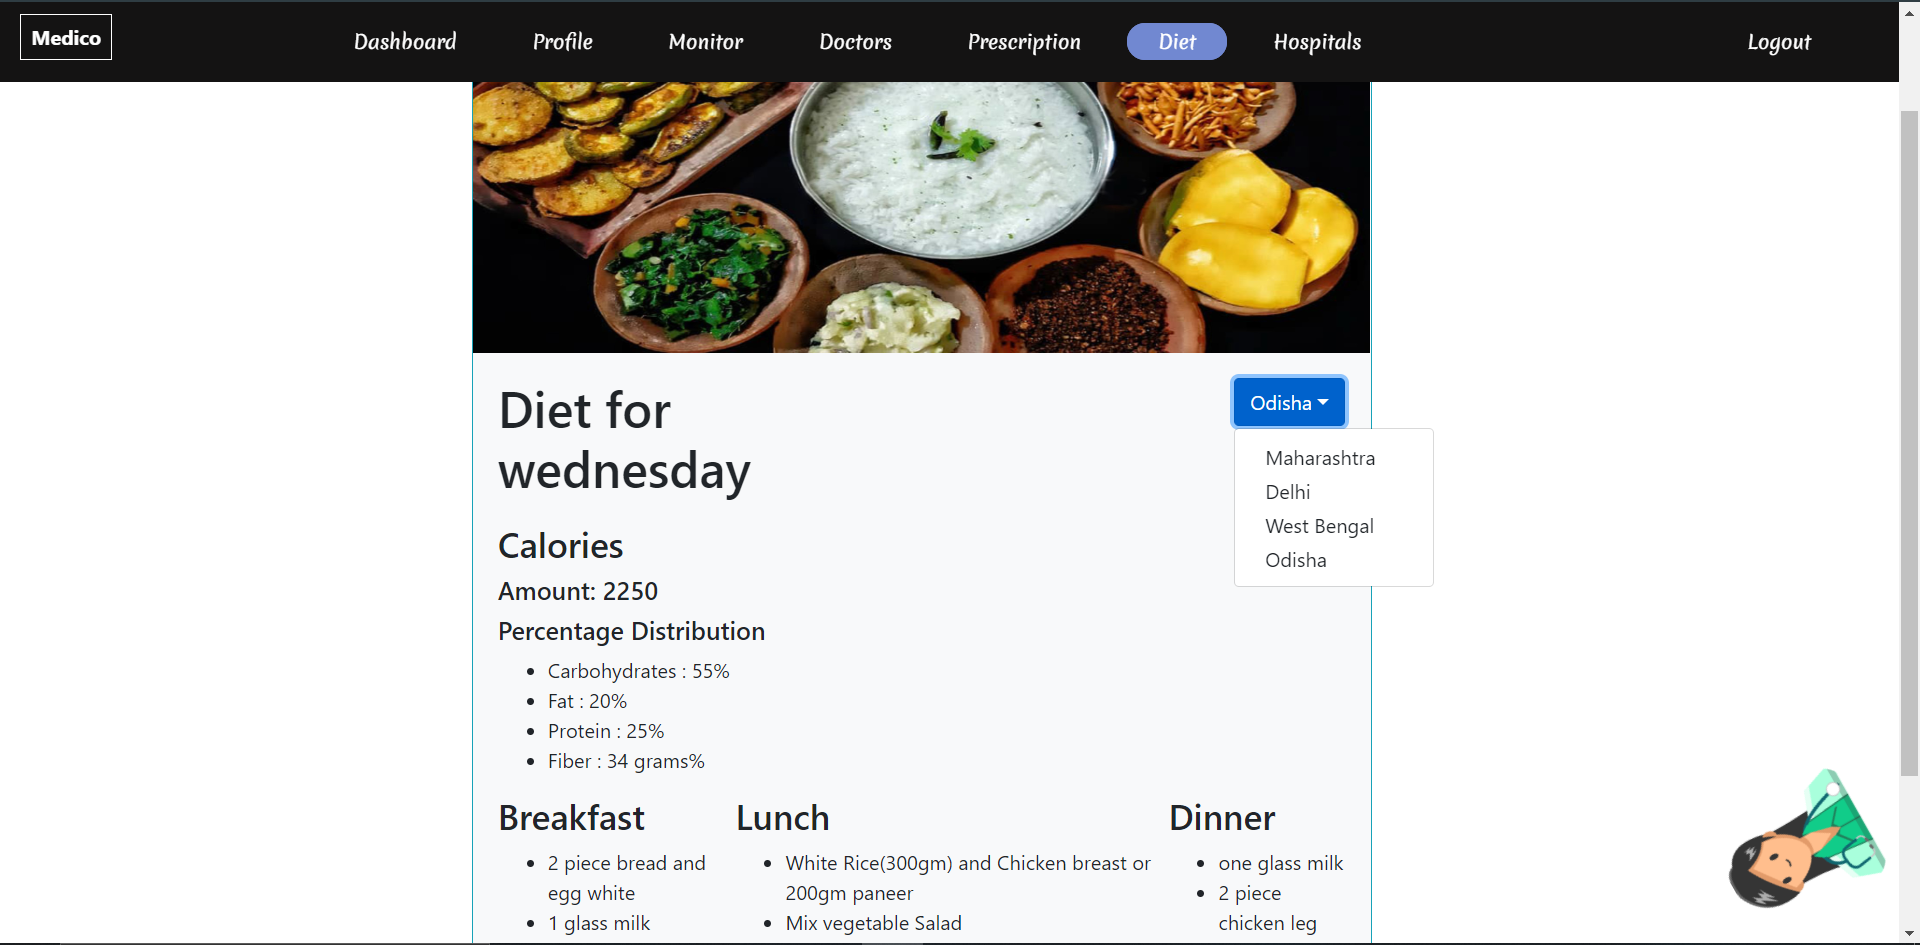 Medico
Dashboard
Profile
Monitor
Doctors
Prescription
Diet
Hospitals
Logout
Diet for
wednesday
Odisha
Maharashtra
Delhi
West Bengal
Odisha
Calories
Amount: 2250
Percentage Distribution
Carbohydrates : 55%
Fat : 20%
Protein : 25%
Fiber : 34 grams%
Breakfast
2 piece bread and
egg white
1 glass milk
Lunch
White Rice(300gm) and Chicken breast or
200gm paneer
Mix vegetable Salad
Dinner
one glass milk
2 piece
chicken leg